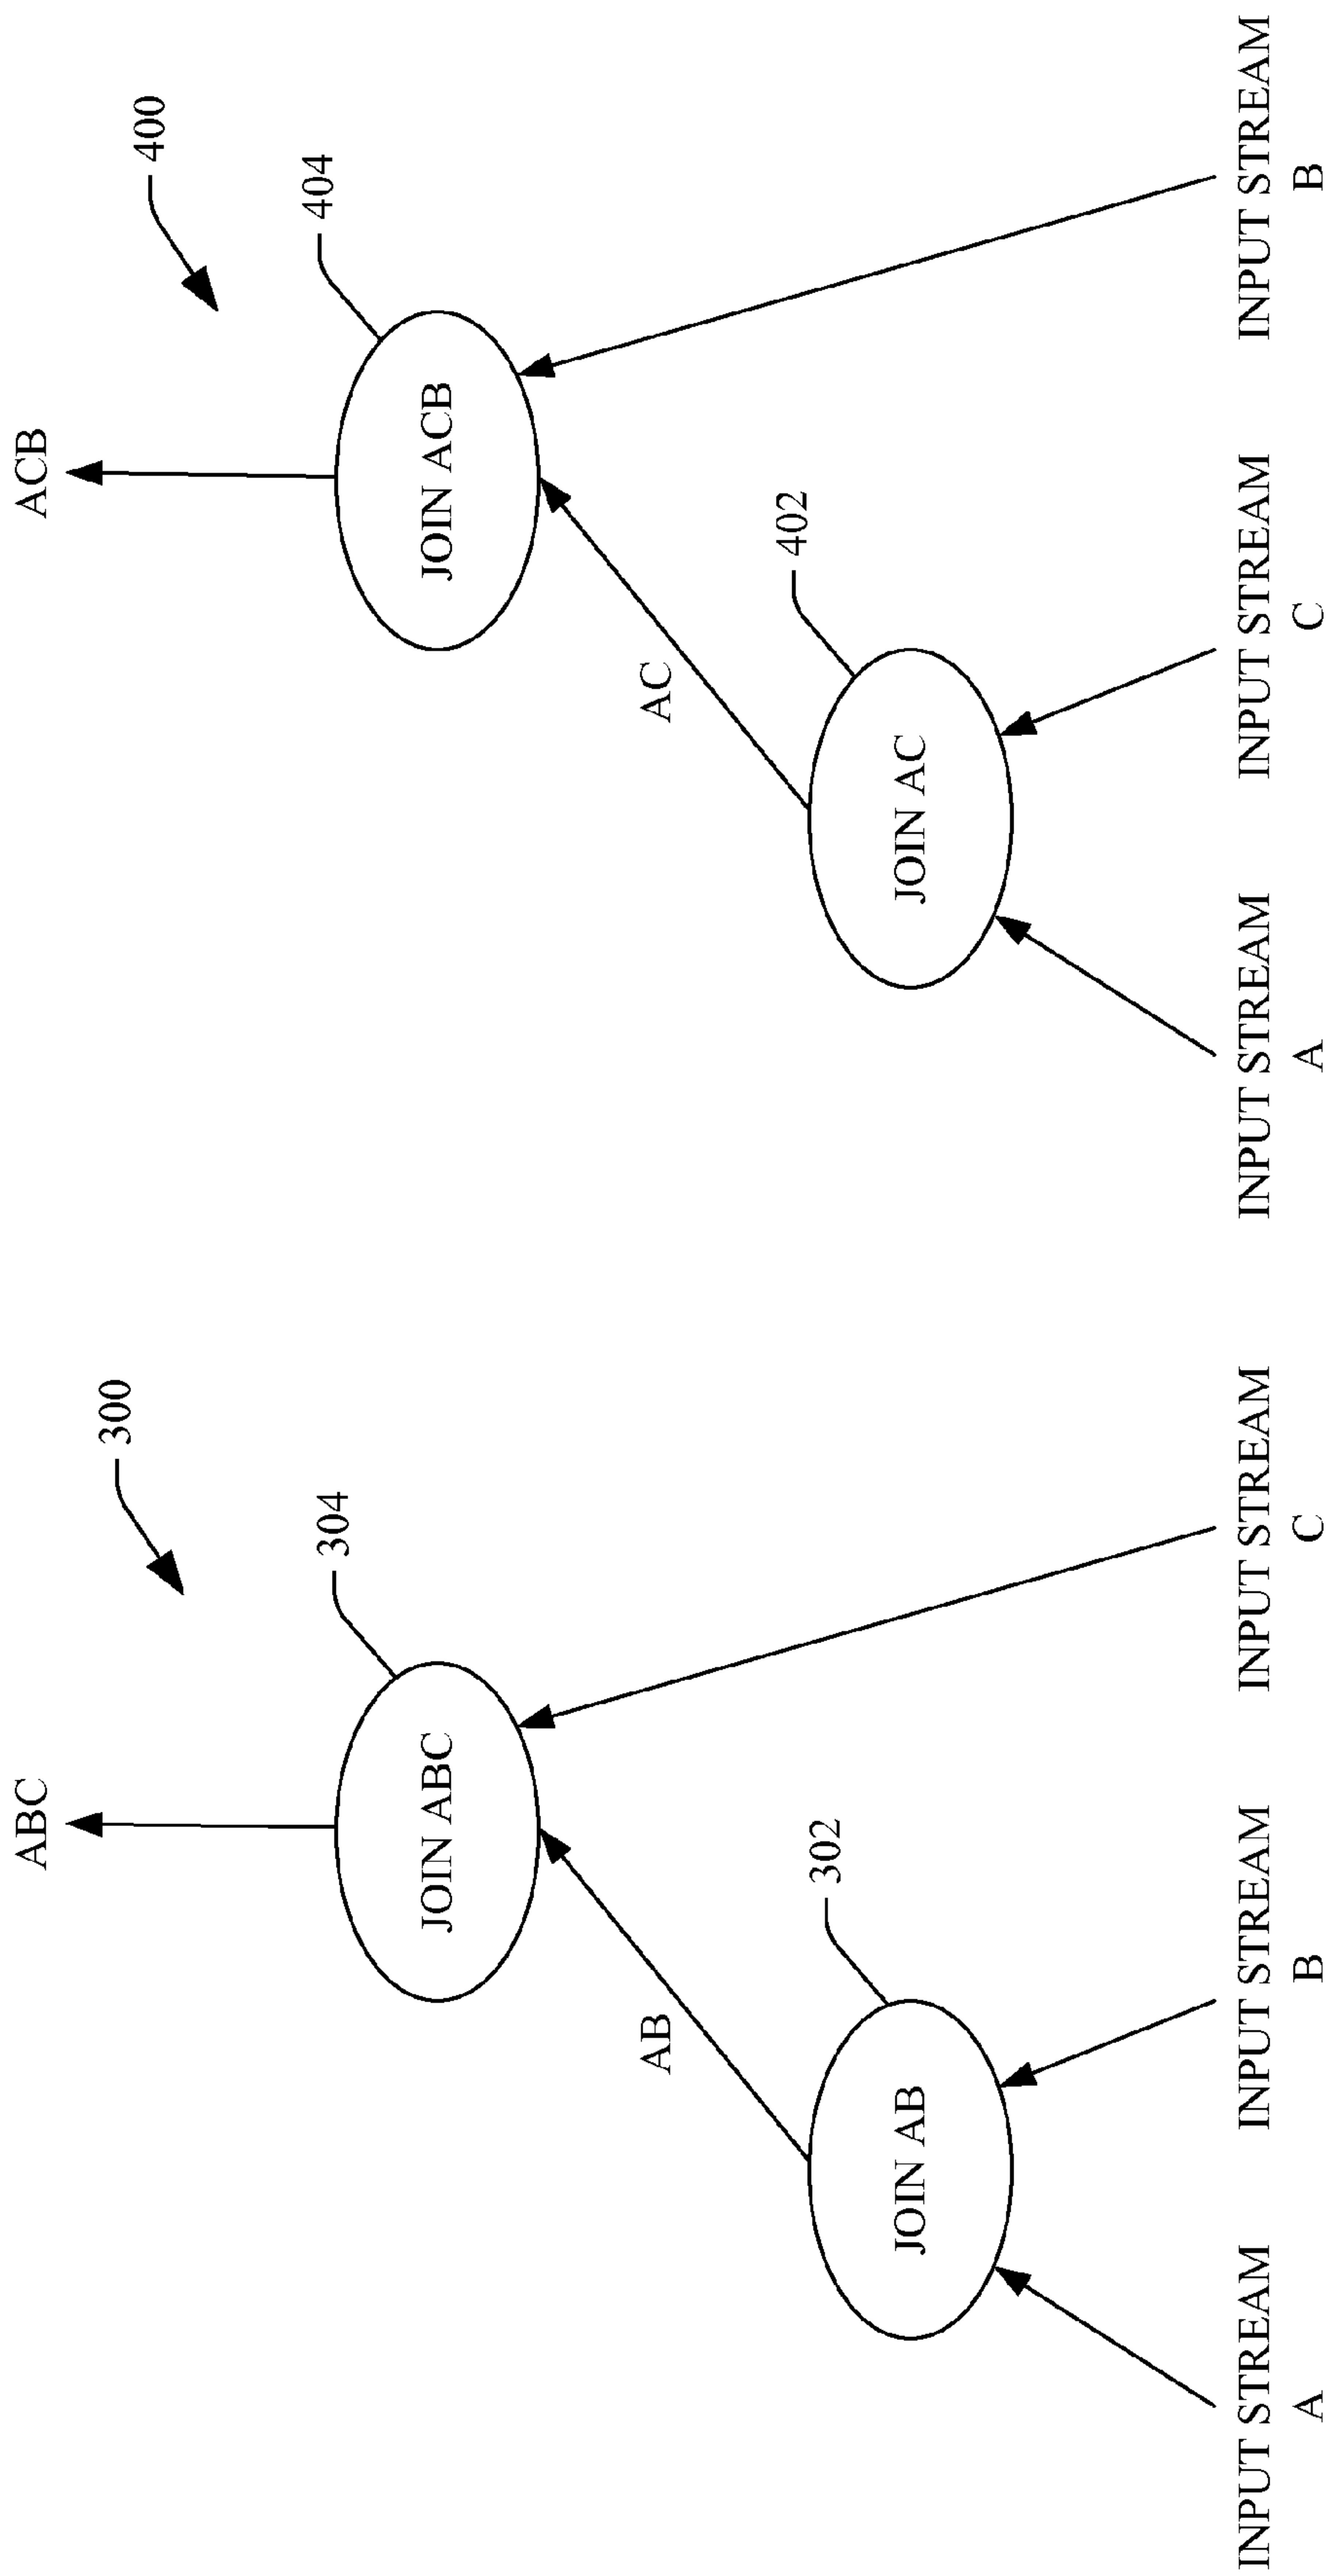 ABC
300
304
JOIN ABC
AB
302
JOIN AB
INPUT STREAM
A
INPUT STREAM
B
INPUT STREAM
C
ACB
400
404
JOIN ACB
AC
402
JOIN AC
INPUT STREAM
A
INPUT STREAM
C
INPUT STREAM
B